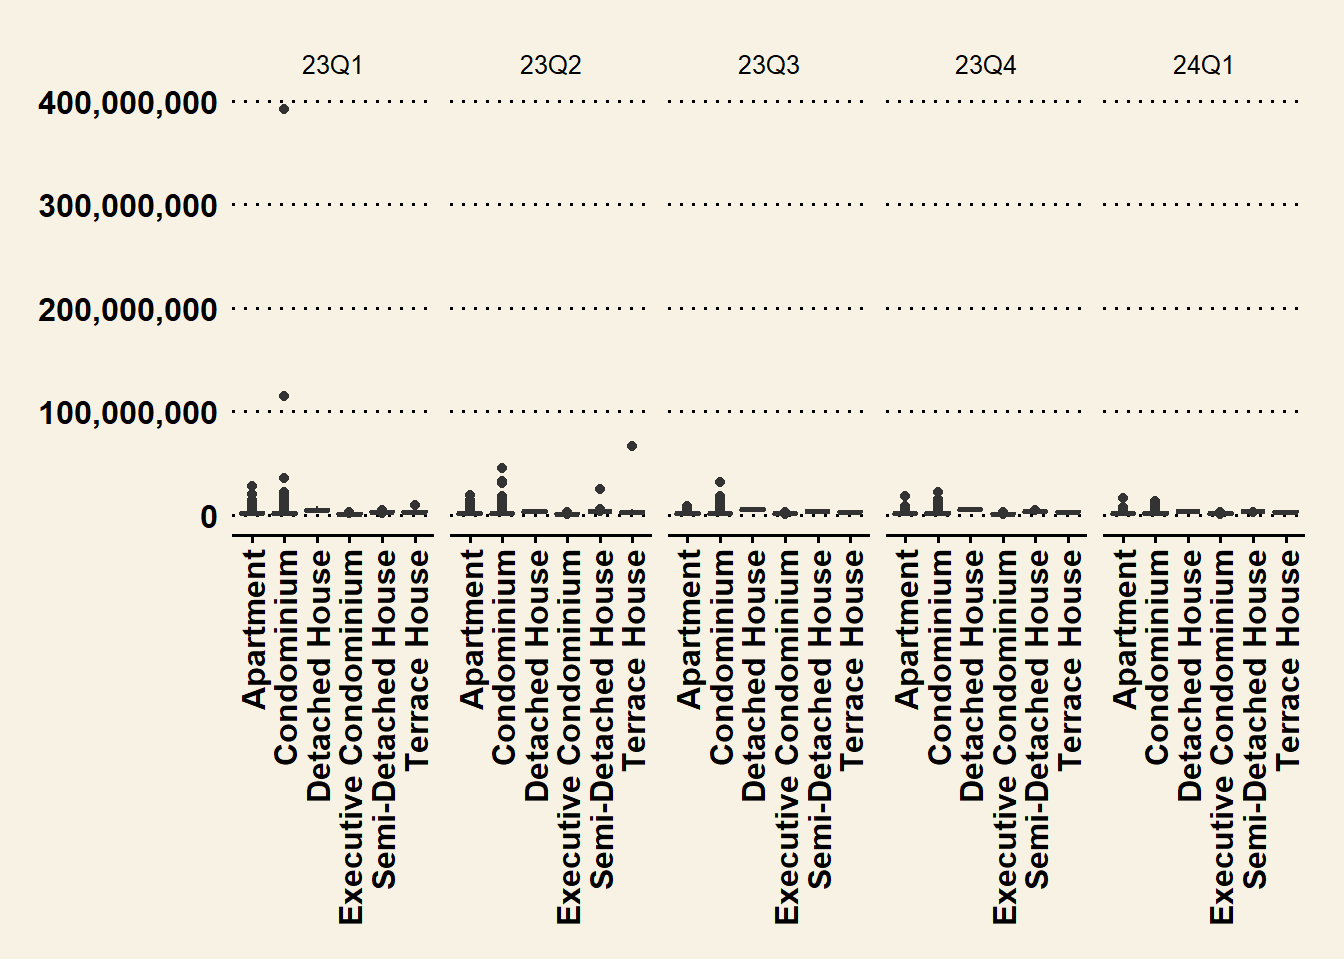 23Q1 23Q2 23Q3 23Q4 24Q1
400,000,000
300,000,000
200,000,000
100,000,000
0
Apartment
Condominium
Detached House
Executive Condominium
Semi-Detached House
Terrace House
Apartment
Condominium
Detached House
Executive Condominium
Semi-Detached House
Terrace House
Apartment
Condominium
Detached House
Executive Condominium
Semi-Detached House
Terrace House
Apartment
Condominium
Detached House
Executive Condominium
Semi-Detached House
Terrace House
Apartment
Condominium
Detached House
Executive Condominium
Semi-Detached House
Terrace House